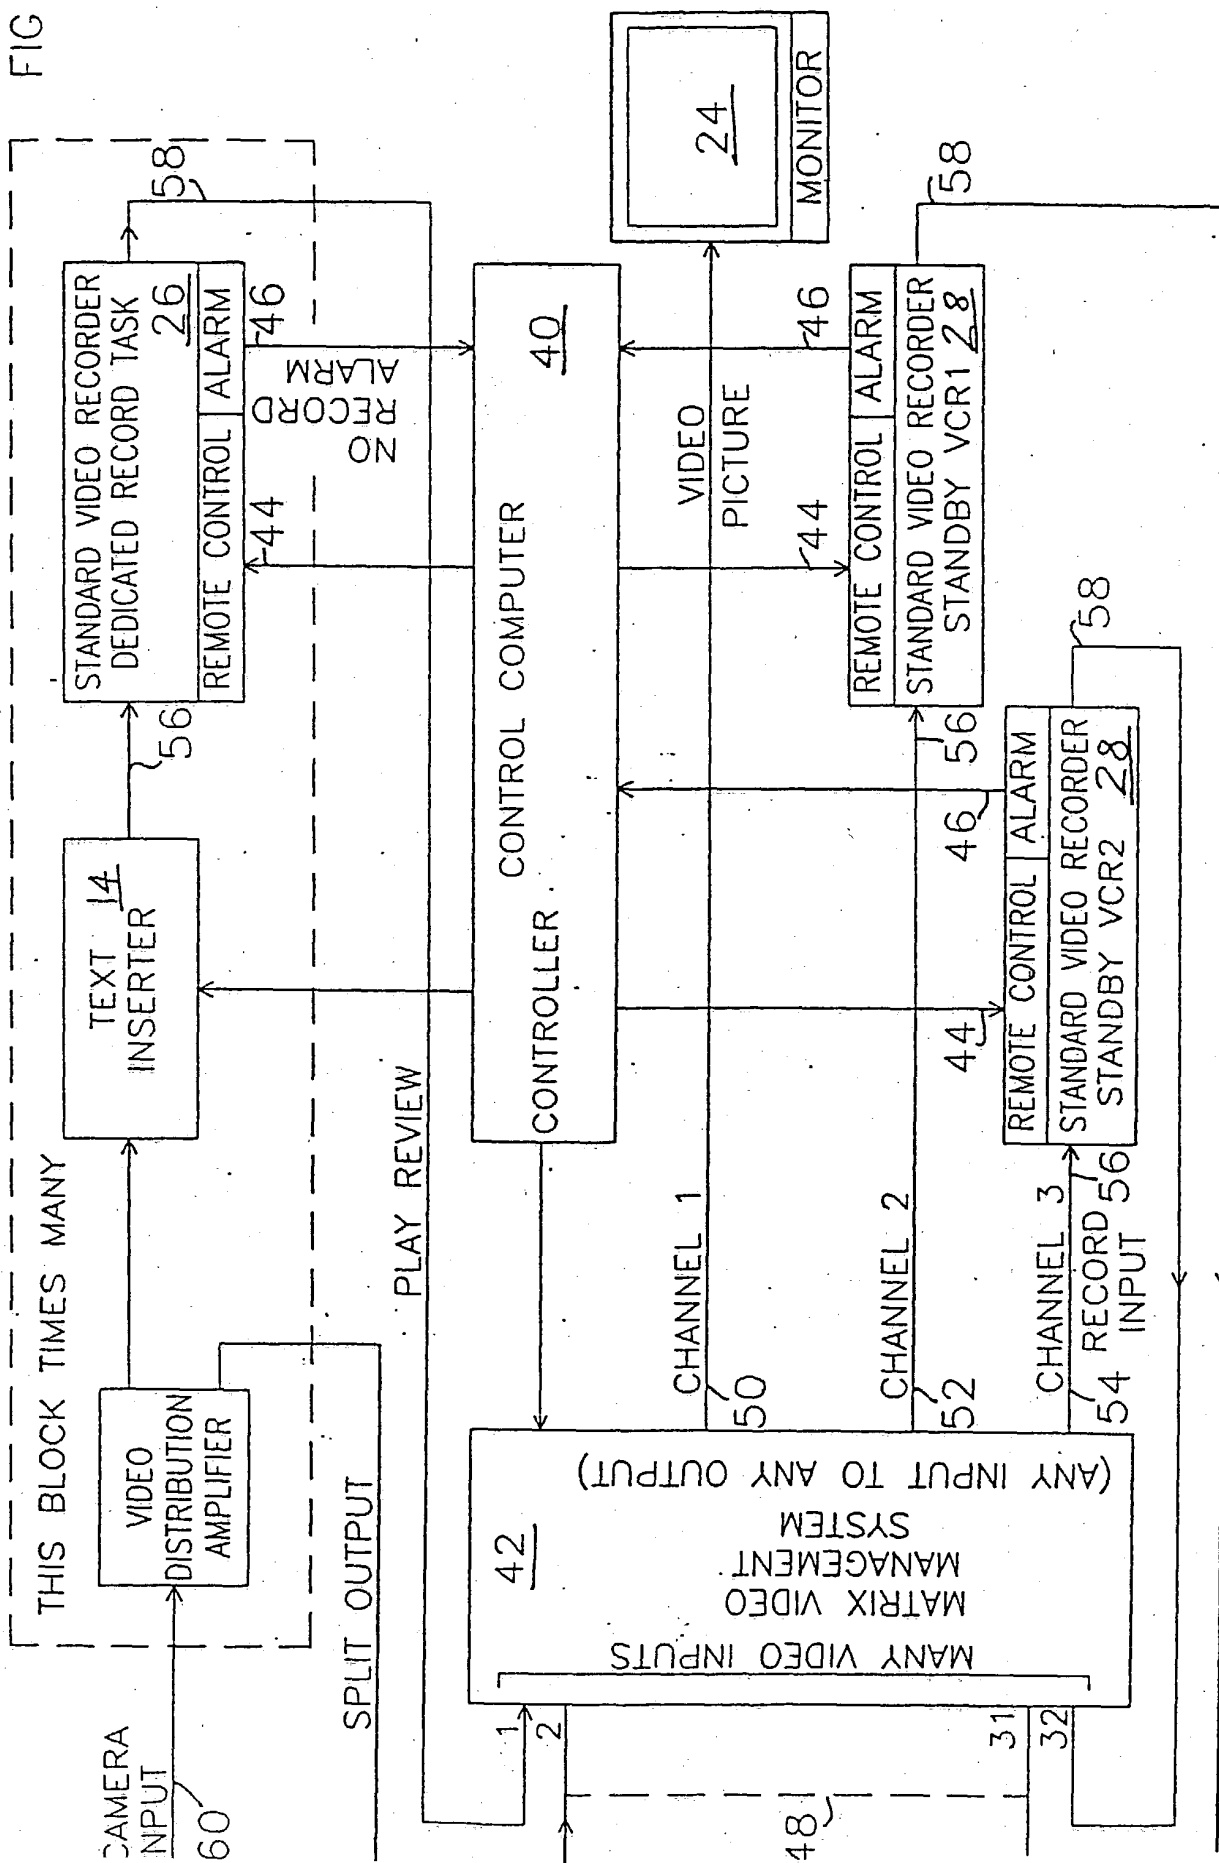 FIG
THIS BLOCK TIMES MANY
CAMERA
INPUT
60
VIDEO
DISTRIBUTION
AMPLIFIER
TEXT
14
INSERTER
56
STANDARD VIDEO RECORDER
DEDICATED RECORD TASK
26
REMOTE CONTROL
ALARM
58
44
46
NO
RECORD
ALARM
SPLIT OUTPUT
PLAY REVIEW
CONTROLLER
CONTROL COMPUTER
40
1
2
31
32
48
42
MANY VIDEO INPUTS
MATRIX VIDEO
MANAGEMENT
SYSTEM
(ANY INPUT TO ANY OUTPUT)
CHANNEL 1
50
VIDEO
PICTURE
24
MONITOR
CHANNEL 2
52
44
46
56
REMOTE CONTROL
ALARM
STANDARD VIDEO RECORDER
STANDBY VCR1 28
58
CHANNEL 3
54
RECORD
INPUT
56
44
46
REMOTE CONTROL
ALARM
STANDARD VIDEO RECORDER
STANDBY VCR2 28
58